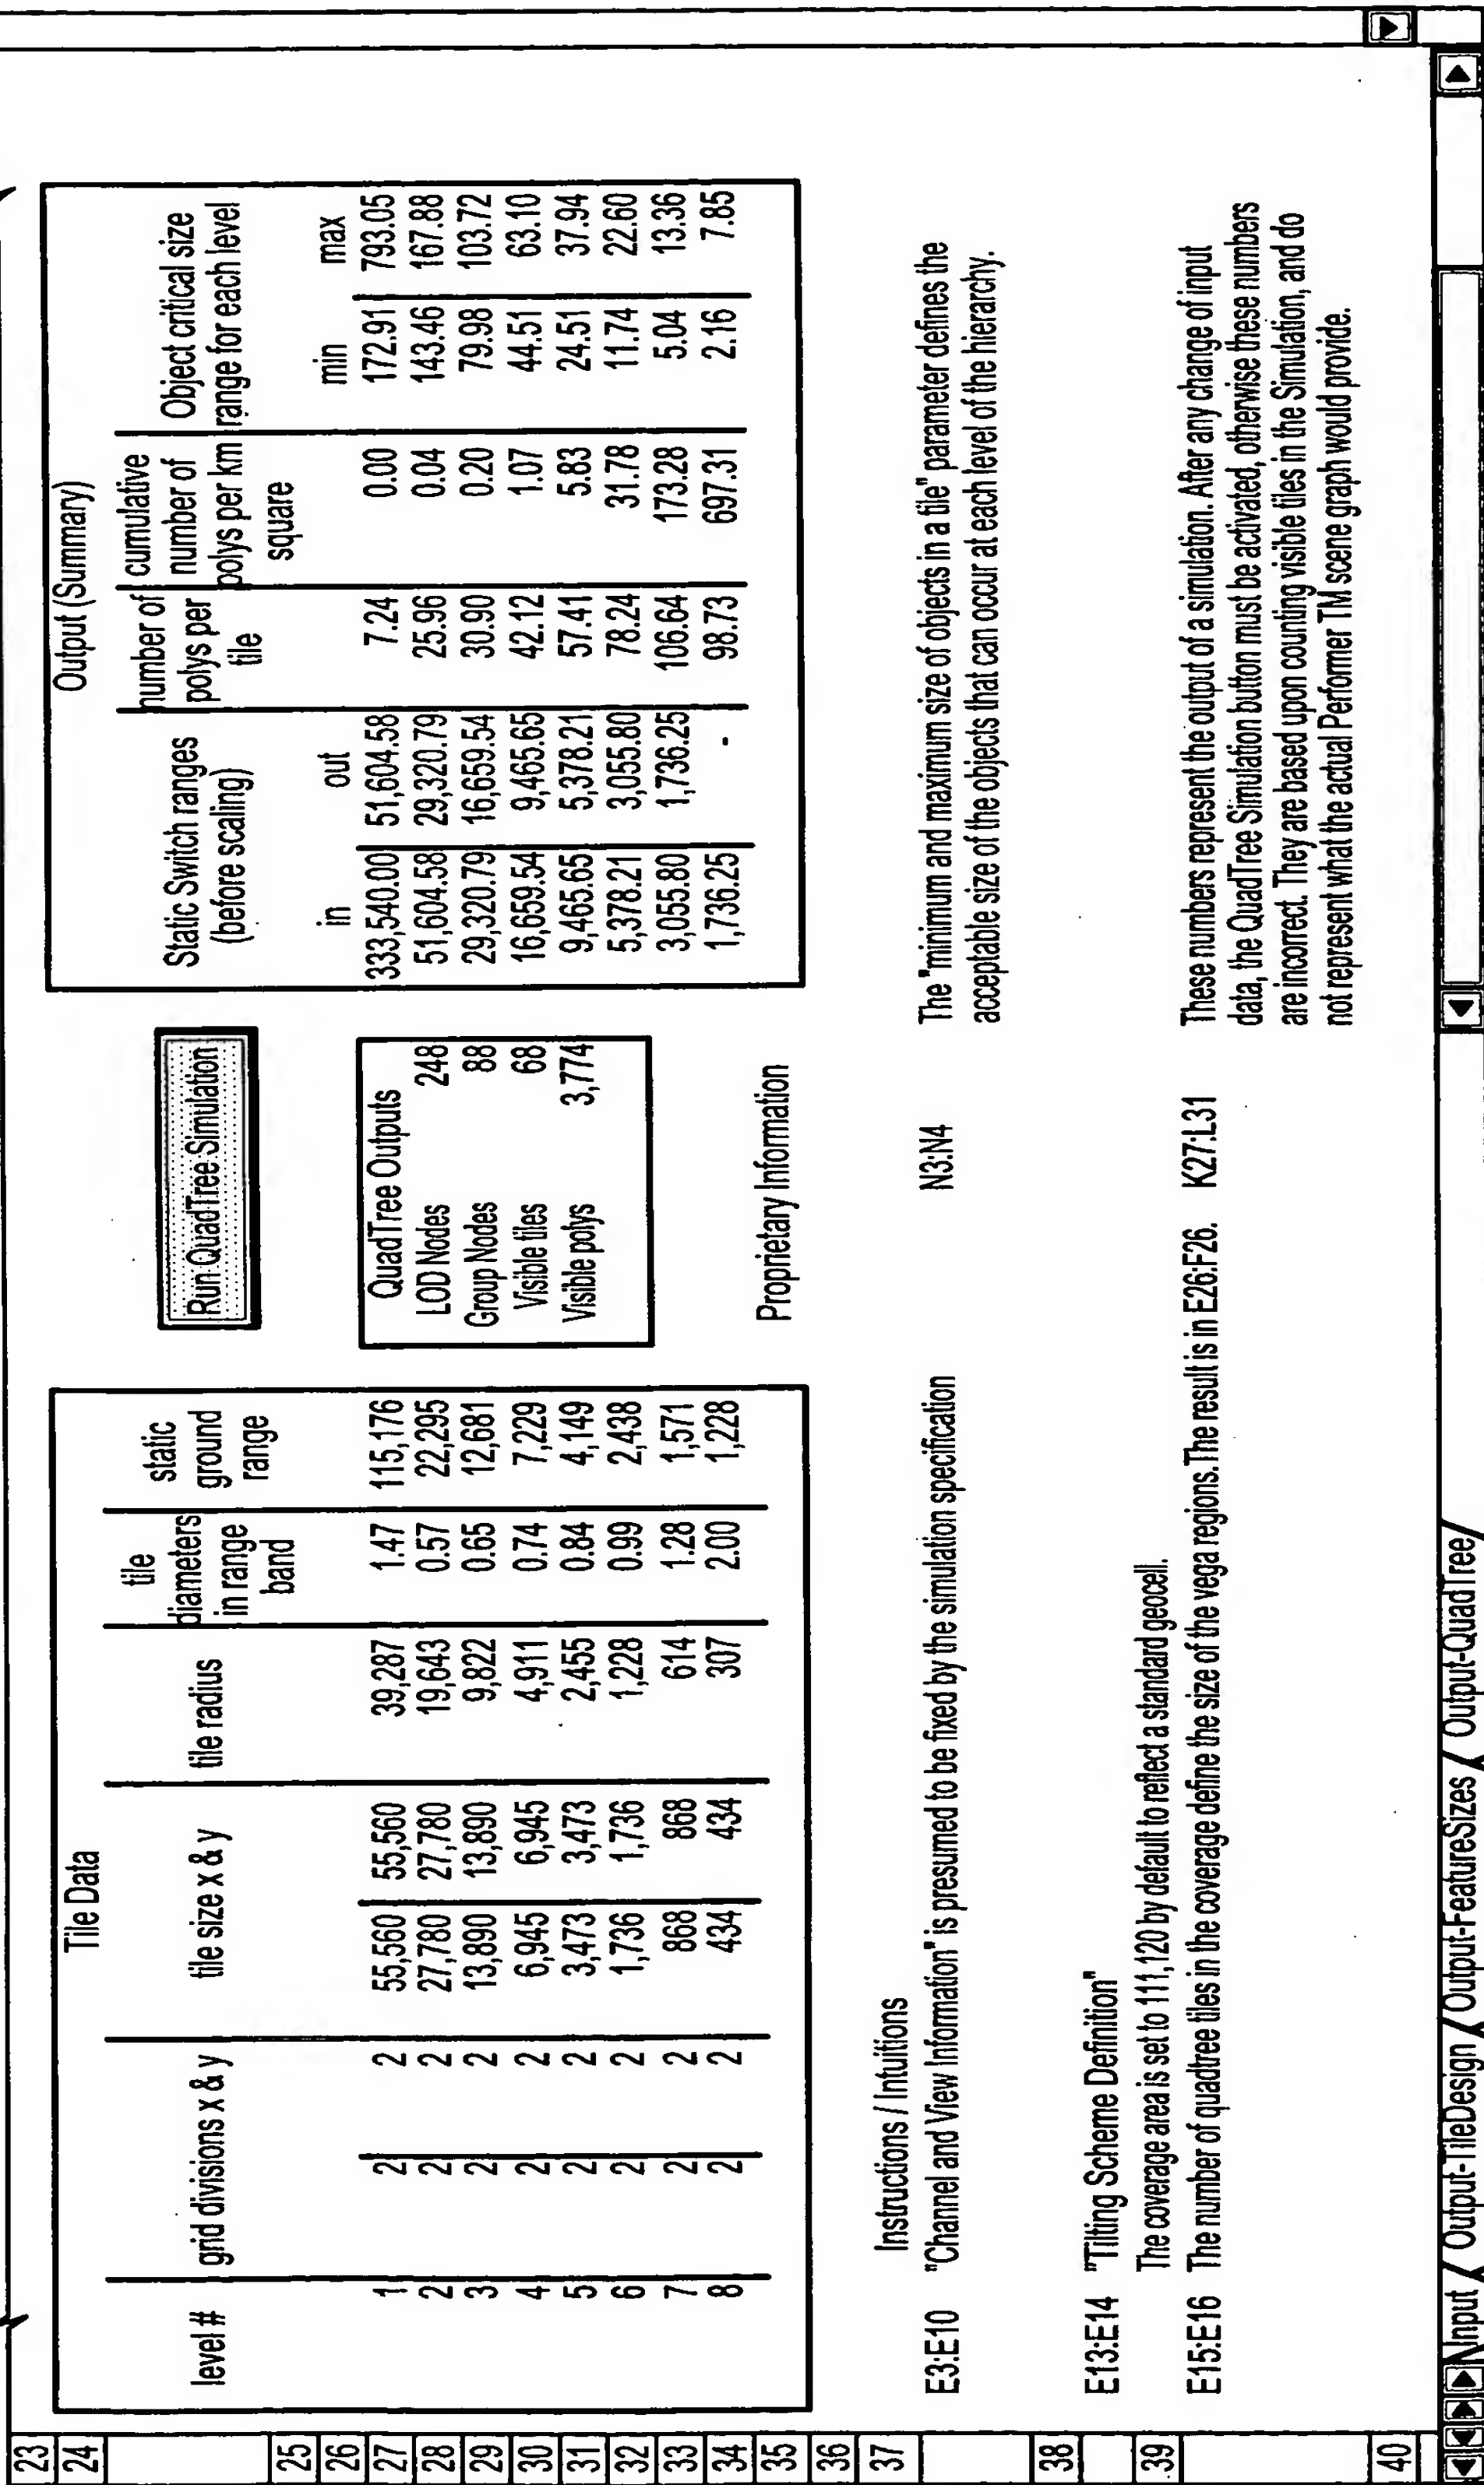 23
24
25
26
27
28
29
30
31
32
33
34
35
36
37
38
39
40
Tile Data
level # grid divisions x & y tile size x & y tile radius tile diameters in range band static ground range
1 2 2 55,560 55,560 39,287 1.47 115,176
2 2 2 27,780 27,780 19,643 0.57 22,295
3 2 2 13,890 13,890 9,822 0.65 12,681
4 2 2 6,945 6,945 4,911 0.74 7,229
5 2 2 3,473 3,473 2,455 0.84 4,149
6 2 2 1,736 1,736 1,228 0.99 2,438
7 2 2 868 868 614 1.28 1,571
8 2 2 434 434 307 2.00 1,228
Run QuadTree Simulation
QuadTree Outputs
LOD Nodes 248
Group Nodes 88
Visible tiles 68
Visible polys 3,774
Proprietary Information
Output (Summary)
Static Switch ranges (before scaling) number of polys per tile cumulative number of polys per km square Object critical size range for each level
in out min max
333,540.00 51,604.58 7.24 0.00 172.91 793.05
51,604.58 29,320.79 25.96 0.04 143.46 167.88
29,320.79 16,659.54 30.90 0.20 79.98 103.72
16,659.54 9,465.65 42.12 1.07 44.51 63.10
9,465.65 5,378.21 57.41 5.83 24.51 37.94
5,378.21 3,055.80 78.24 31.78 11.74 22.60
3,055.80 1,736.25 106.64 173.28 5.04 13.36
1,736.25 - 98.73 697.31 2.16 7.85
Instructions / Intuitions
E3:E10 "Channel and View Information" is presumed to be fixed by the simulation specification
E13:E14 "Tilting Scheme Definition"
The coverage area is set to 111,120 by default to reflect a standard geocell.
E15:E16 The number of quadtree tiles in the coverage define the size of the vega regions.The result is in E26:F26.
N3:N4 The "minimum and maximum size of objects in a tile" parameter defines the
acceptable size of the objects that can occur at each level of the hierarchy.
K27:L31 These numbers represent the output of a simulation. After any change of input
data, the QuadTree Simulation button must be activated, otherwise these numbers
are incorrect. They are based upon counting visible tiles in the Simulation, and do
not represent what the actual Performer TM scene graph would provide.
Input / Output-TileDesign / Output-FeatureSizes / Output-QuadTree /